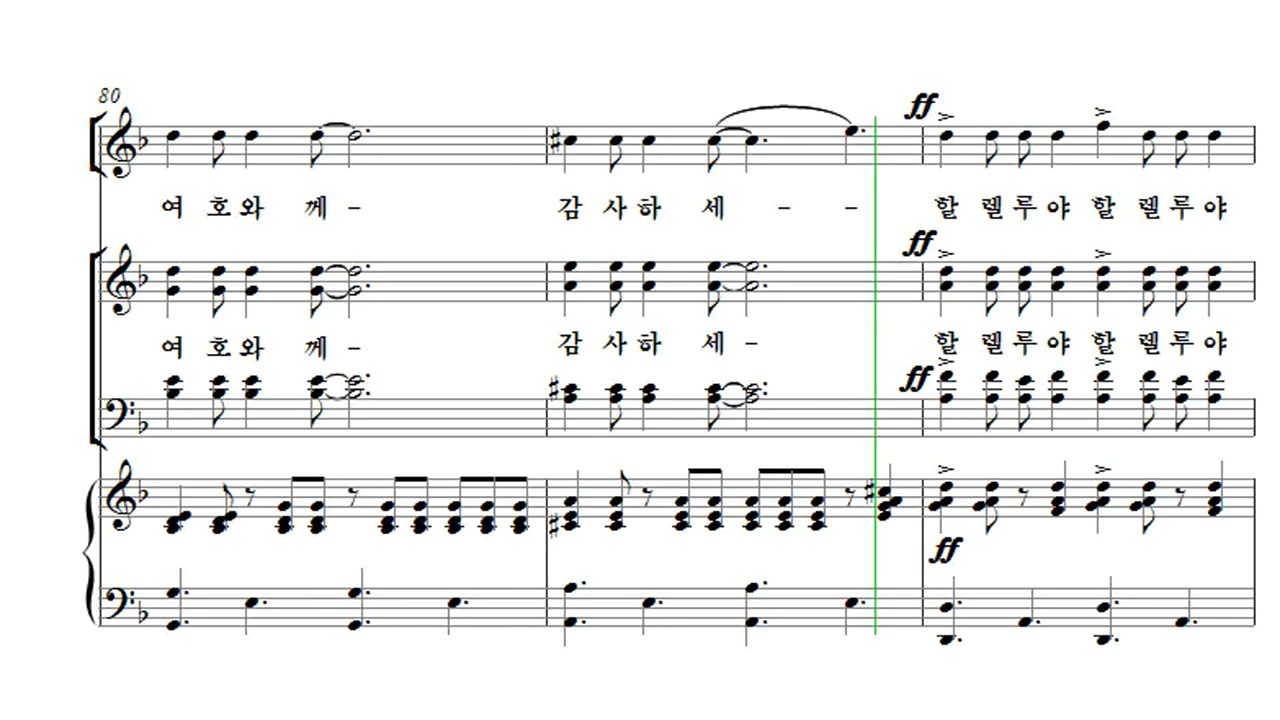 80
ff
여 호 와 께 – 감 사 하 세 – – 할 렐 루 야 할 렐 루 야
ff
여 호 와 께 – 감 사 하 세 – 할 렐 루 야 할 렐 루 야
ff
ff